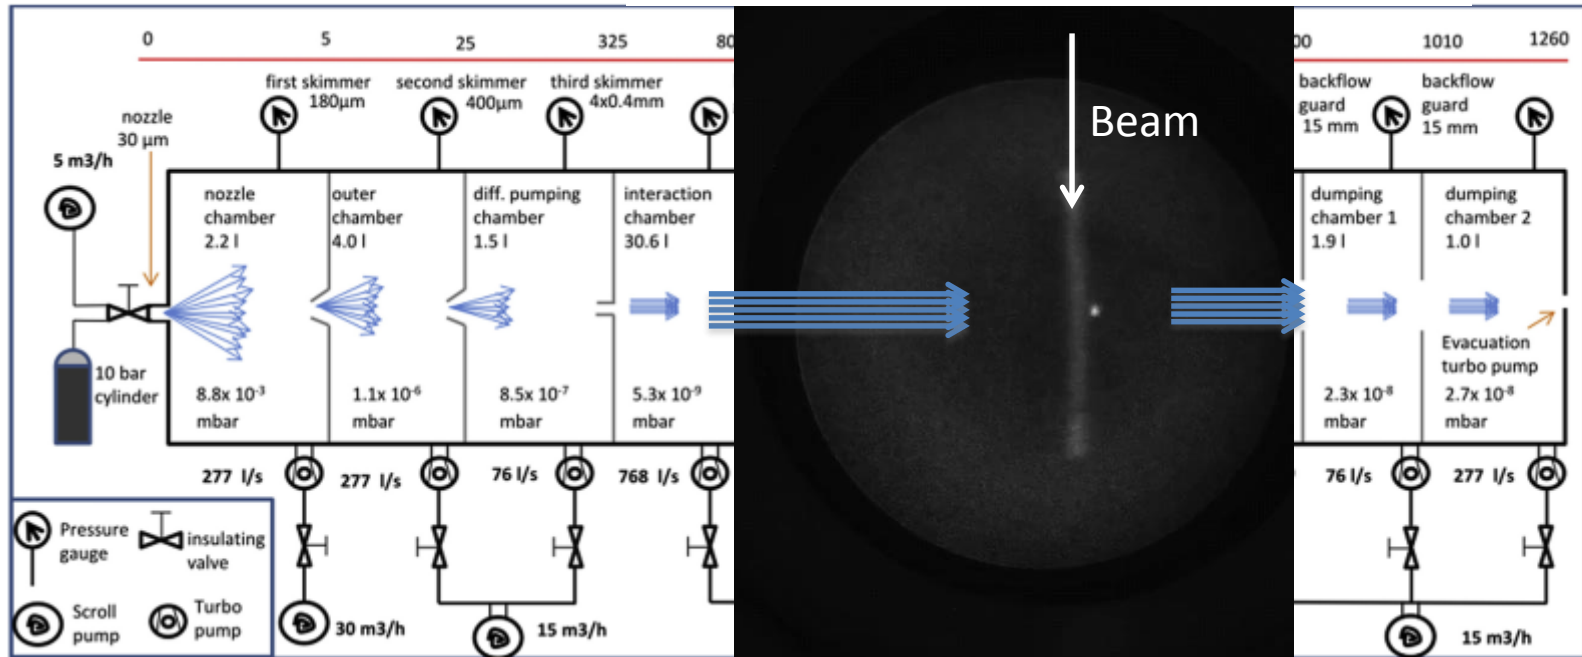 0 5 25 325 80
00 1010 1260
first skimmer
180µm
second skimmer
400µm
third skimmer
4x0.4mm
backflow
guard
15 mm
backflow
guard
15 mm
nozzle
30 µm
5 m3/h
Beam
nozzle
chamber
2.2 l
outer
chamber
4.0 l
diff. pumping
chamber
1.5 l
interaction
chamber
30.6 l
dumping
chamber 1
1.9 l
dumping
chamber 2
1.0 l
10 bar
cylinder
Evacuation
turbo pump
8.8x 10⁻³
mbar
1.1x 10⁻⁶
mbar
8.5x 10⁻⁷
mbar
5.3x 10⁻⁹
mbar
2.3x 10⁻⁸
mbar
2.7x 10⁻⁸
mbar
277 l/s
277 l/s
76 l/s
768 l/s
76 l/s
277 l/s
Pressure
gauge
insulating
valve
Scroll
pump
Turbo
pump
30 m3/h
15 m3/h
15 m3/h